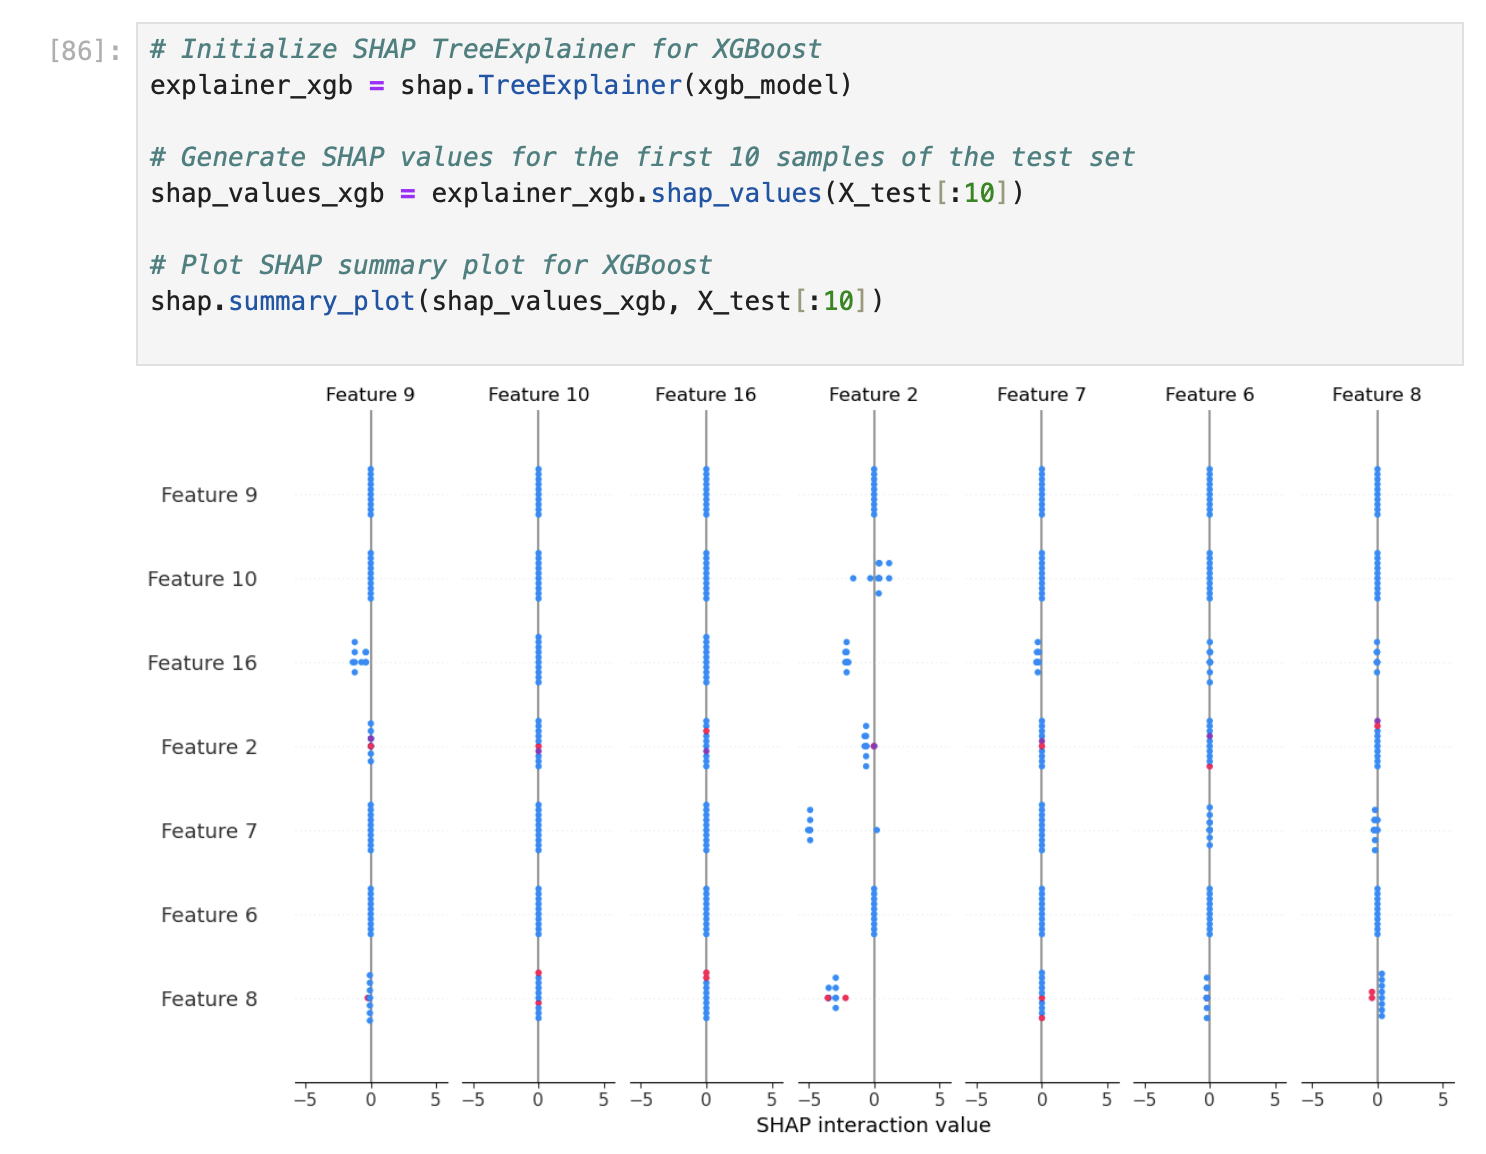 [86]:
# Initialize SHAP TreeExplainer for XGBoost
explainer_xgb = shap.TreeExplainer(xgb_model)
# Generate SHAP values for the first 10 samples of the test set
shap_values_xgb = explainer_xgb.shap_values(X_test[:10])
# Plot SHAP summary plot for XGBoost
shap.summary_plot(shap_values_xgb, X_test[:10])
Feature 9 Feature 10 Feature 16 Feature 2 Feature 7 Feature 6 Feature 8
Feature 9
Feature 10
Feature 16
Feature 2
Feature 7
Feature 6
Feature 8
−5 0 5 −5 0 5 −5 0 5 −5 0 5 −5 0 5 −5 0 5 −5 0 5
SHAP interaction value